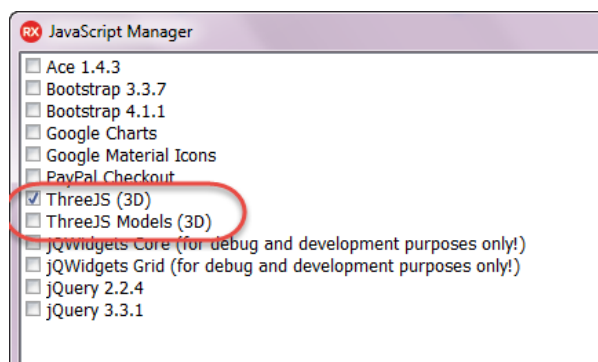 RX JavaScript Manager
Ace 1.4.3
Bootstrap 3.3.7
Bootstrap 4.1.1
Google Charts
Google Material Icons
PayPal Checkout
ThreeJS (3D)
ThreeJS Models (3D)
jQWidgets Core (for debug and development purposes only!)
jQWidgets Grid (for debug and development purposes only!)
jQuery 2.2.4
jQuery 3.3.1